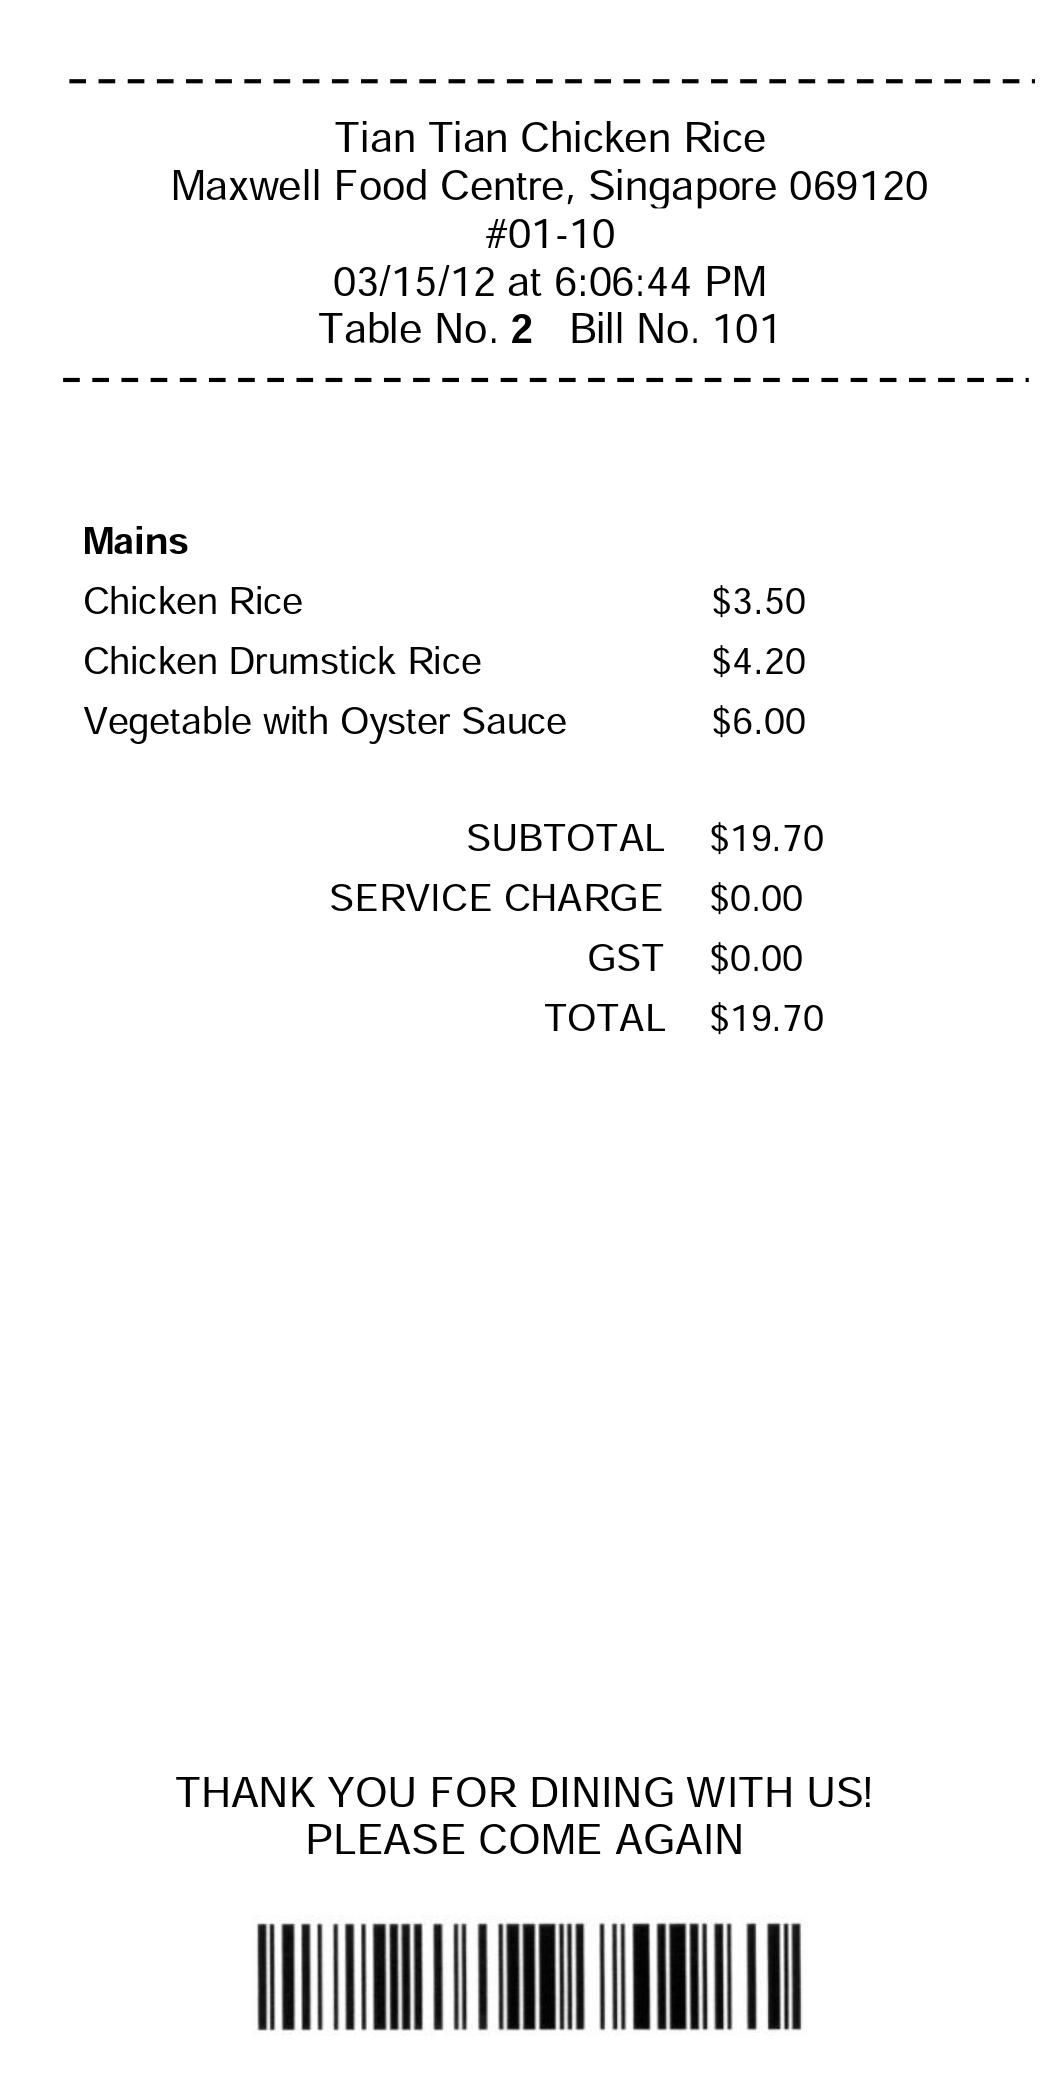 Tian Tian Chicken Rice
Maxwell Food Centre, Singapore 069120
#01-10
03/15/12 at 6:06:44 PM
Table No. 2 Bill No. 101
Mains
Chicken Rice $3.50
Chicken Drumstick Rice $4.20
Vegetable with Oyster Sauce $6.00
SUBTOTAL $19.70
SERVICE CHARGE $0.00
GST $0.00
TOTAL $19.70
THANK YOU FOR DINING WITH US!
PLEASE COME AGAIN